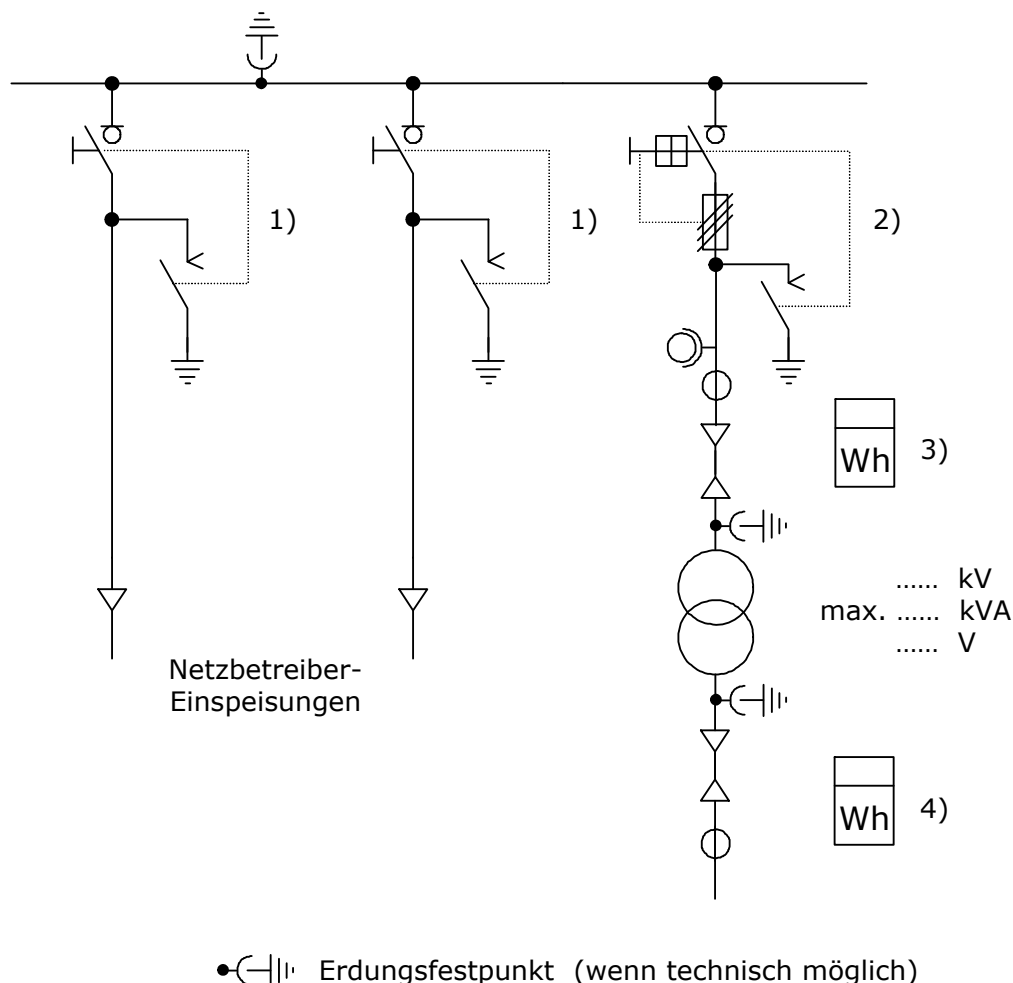 1)
1)
2)
Wh
3)
...... kV
max. ...... kVA
...... V
Netzbetreiber-
Einspeisungen
Wh
4)
Erdungsfestpunkt (wenn technisch möglich)